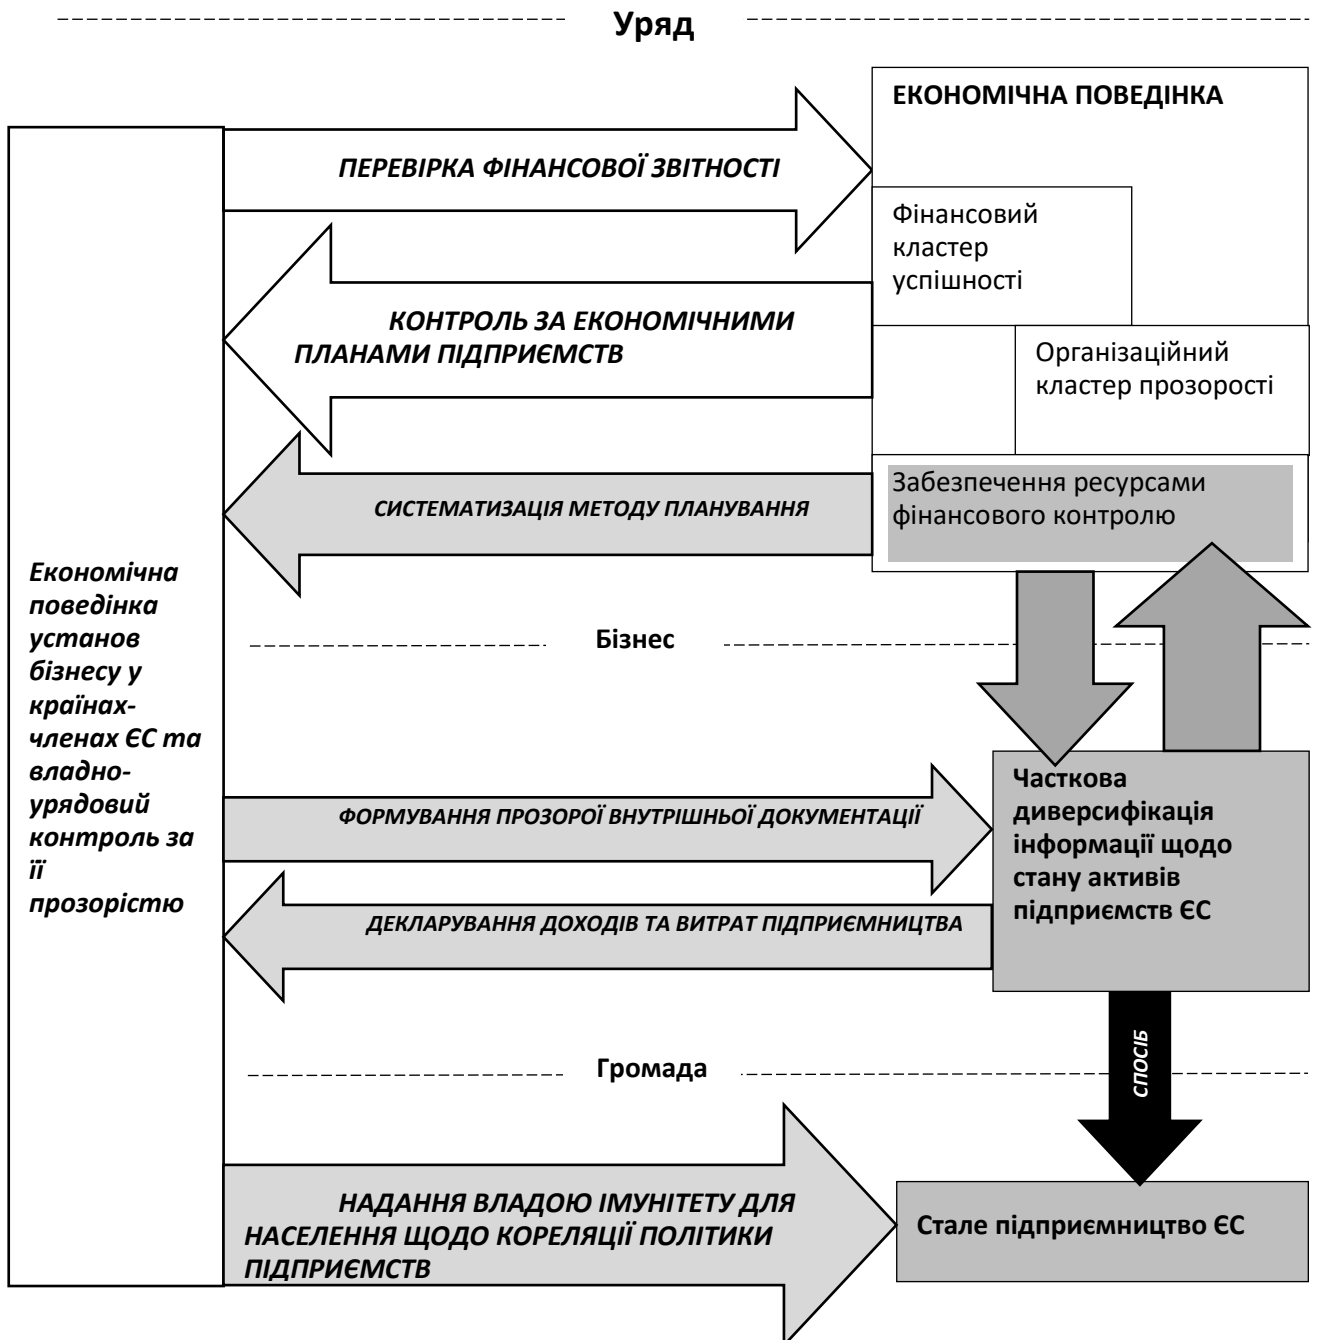 Уряд
ЕКОНОМІЧНА ПОВЕДІНКА
ПЕРЕВІРКА ФІНАНСОВОЇ ЗВІТНОСТІ
Фінансовий
кластер
успішності
КОНТРОЛЬ ЗА ЕКОНОМІЧНИМИ
ПЛАНАМИ ПІДПРИЄМСТВ
Організаційний
кластер прозорості
Забезпечення ресурсами
фінансового контролю
СИСТЕМАТИЗАЦІЯ МЕТОДУ ПЛАНУВАННЯ
Економічна
поведінка
установ
бізнесу у
країнах-
членах ЄС та
владно-
урядовий
контроль за
її
прозорістю
Бізнес
Часткова
диверсифікація
інформації щодо
стану активів
підприємств ЄС
ФОРМУВАННЯ ПРОЗОРОЇ ВНУТРІШНЬОЇ ДОКУМЕНТАЦІЇ
ДЕКЛАРУВАННЯ ДОХОДІВ ТА ВИТРАТ ПІДПРИЄМНИЦТВА
СПОСІБ
Громада
НАДАННЯ ВЛАДОЮ ІМУНІТЕТУ ДЛЯ
НАСЕЛЕННЯ ЩОДО КОРЕЛЯЦІЇ ПОЛІТИКИ
ПІДПРИЄМСТВ
Стале підприємництво ЄС